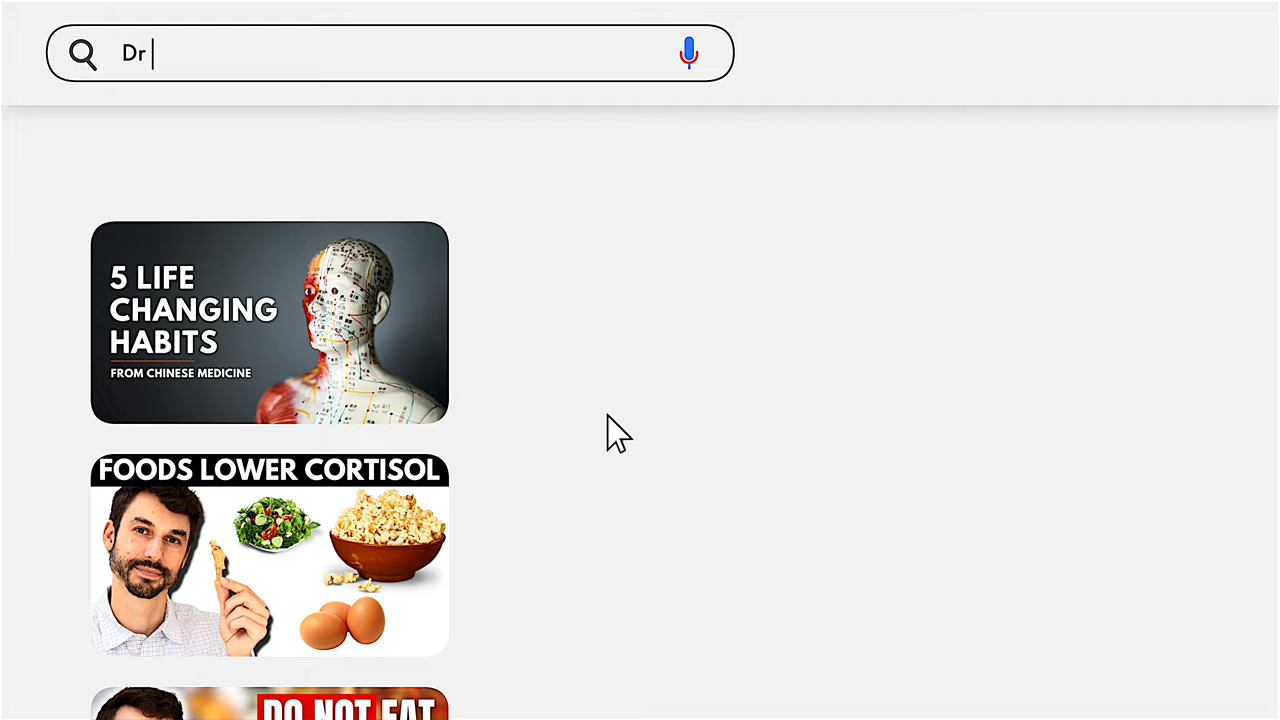 Dr
5 LIFE
CHANGING
HABITS
FROM CHINESE MEDICINE
FOODS LOWER CORTISOL
DO NOT EAT